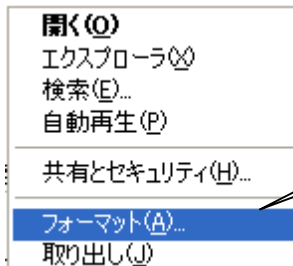 開く(O)
エクスプローラ(X)
検索(E)...
自動再生(P)
共有とセキュリティ(H)...
フォーマット(A)...
取り出し(J)